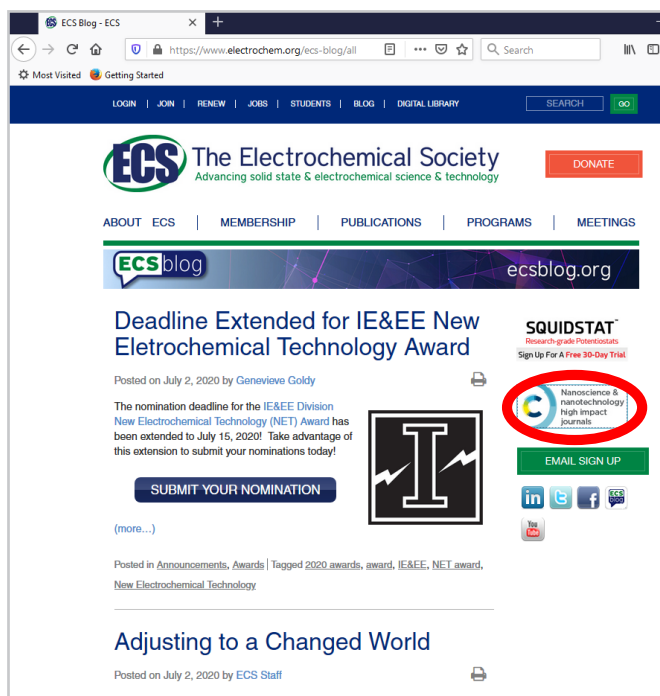 ECS Blog - ECS
https://www.electrochem.org/ecs-blog/all
Search
Most Visited Getting Started
LOGIN | JOIN | RENEW | JOBS | STUDENTS | BLOG | DIGITAL LIBRARY
SEARCH GO
ECS The Electrochemical Society
Advancing solid state & electrochemical science & technology
DONATE
ABOUT ECS | MEMBERSHIP | PUBLICATIONS | PROGRAMS | MEETINGS
ECSblog
ecsblog.org
Deadline Extended for IE&EE New
Eletrochemical Technology Award
Posted on July 2, 2020 by Genevieve Goldy
The nomination deadline for the IE&EE Division
New Electrochemical Technology (NET) Award has
been extended to July 15, 2020! Take advantage of
this extension to submit your nominations today!
SUBMIT YOUR NOMINATION
I
(more…)
Posted in Announcements, Awards | Tagged 2020 awards, award, IE&EE, NET award,
New Electrochemical Technology
Adjusting to a Changed World
Posted on July 2, 2020 by ECS Staff
SQUIDSTAT™
Research-grade Potentiostats
Sign Up For A Free 30-Day Trial
C
Nanoscience &
nanotechnology
high impact
journals
EMAIL SIGN UP
in t f ECS blog
You
Tube